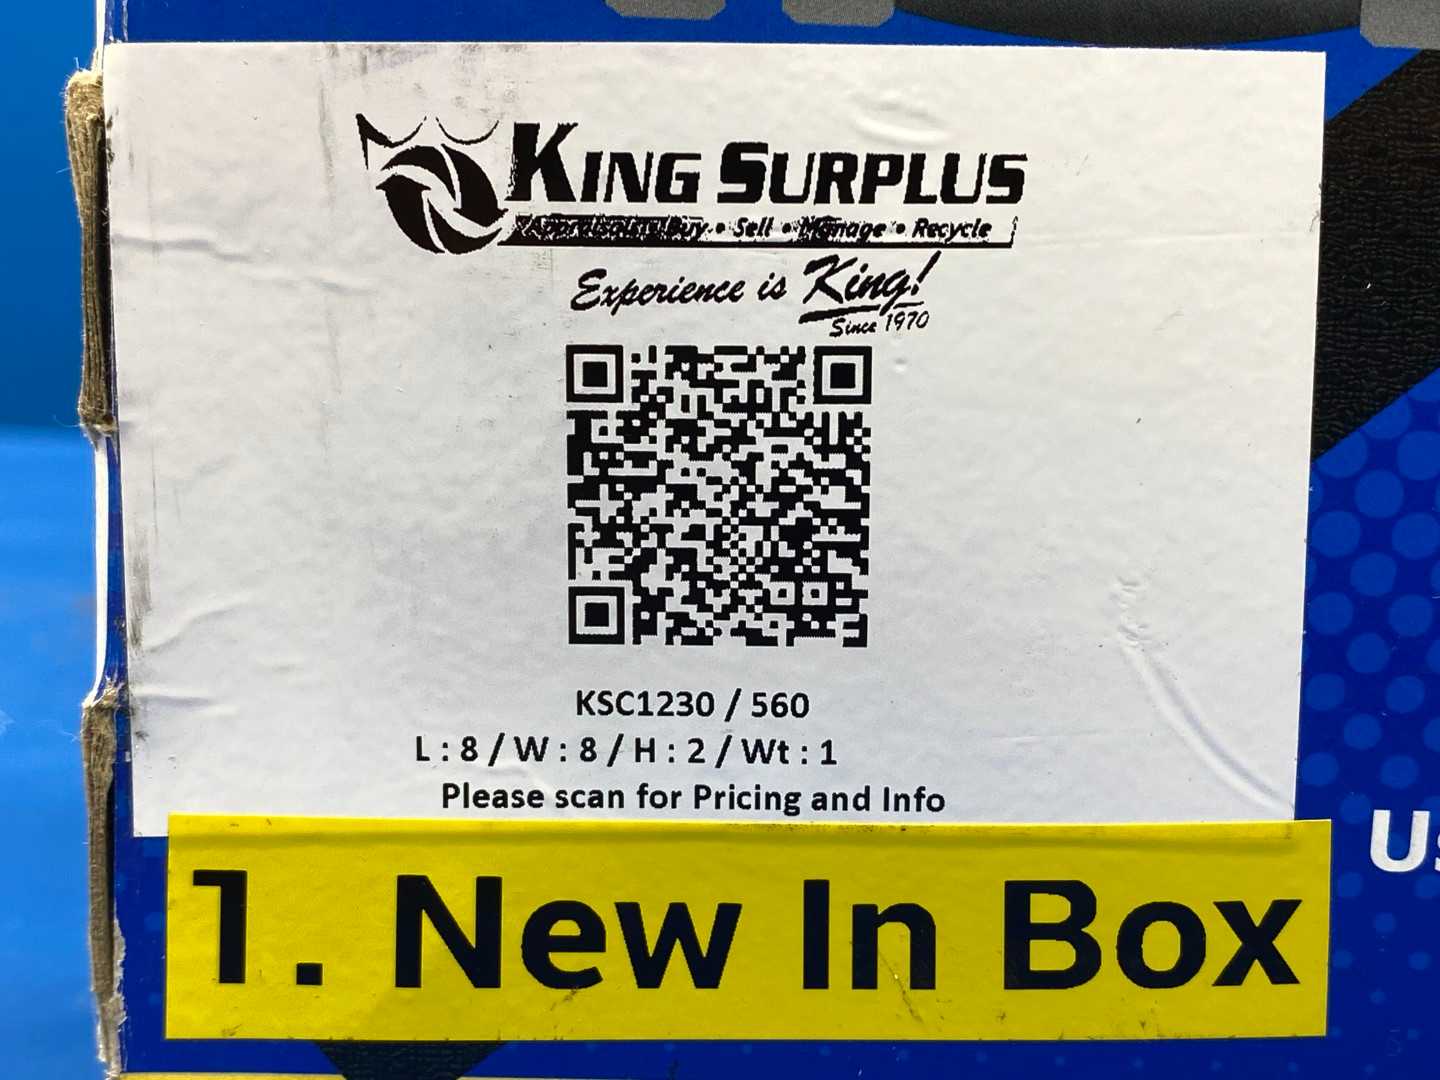 KING SURPLUS
Appraisals • Buy • Sell • Manage • Recycle
Experience is King!
Since 1970
KSC1230 / 560
L : 8 / W : 8 / H : 2 / Wt : 1
Please scan for Pricing and Info
1. New In Box